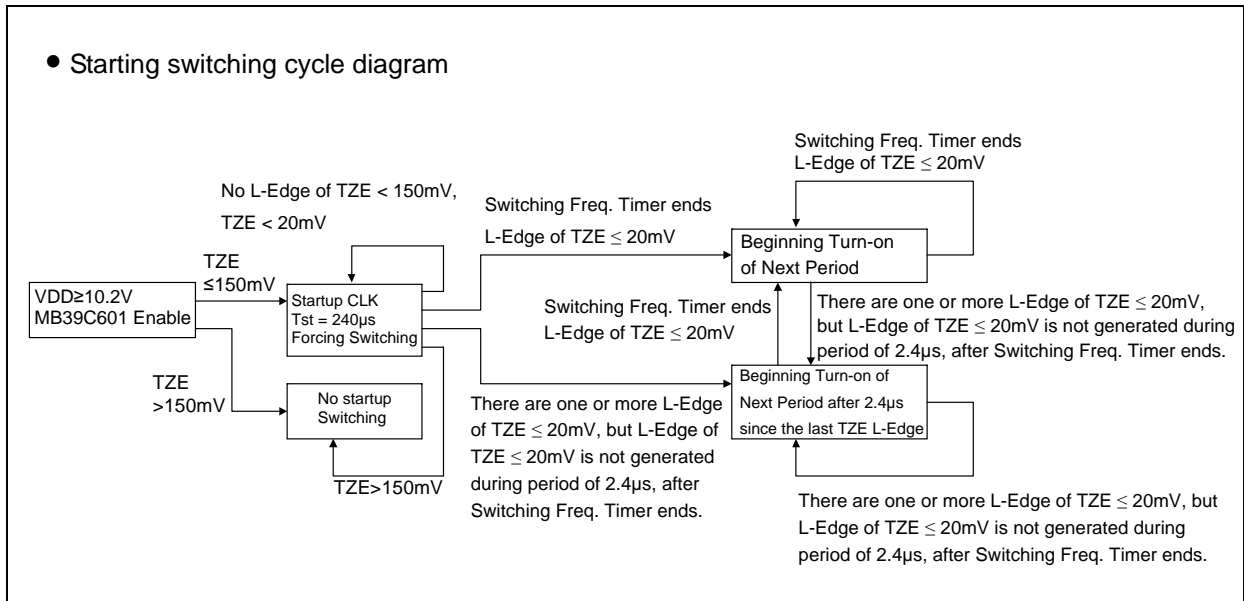 ● Starting switching cycle diagram
Switching Freq. Timer ends
L-Edge of TZE ≤ 20mV
No L-Edge of TZE < 150mV,
TZE < 20mV
Switching Freq. Timer ends
L-Edge of TZE ≤ 20mV
Beginning Turn-on
of Next Period
TZE
≤150mV
VDD≥10.2V
MB39C601 Enable
Startup CLK
Tst = 240µs
Forcing Switching
Switching Freq. Timer ends
L-Edge of TZE ≤ 20mV
There are one or more L-Edge of TZE ≤ 20mV,
but L-Edge of TZE ≤ 20mV is not generated during
period of 2.4µs, after Switching Freq. Timer ends.
TZE
>150mV
No startup
Switching
TZE>150mV
There are one or more L-Edge
of TZE ≤ 20mV, but L-Edge of
TZE ≤ 20mV is not generated
during period of 2.4µs, after
Switching Freq. Timer ends.
Beginning Turn-on of
Next Period after 2.4µs
since the last TZE L-Edge
There are one or more L-Edge of TZE ≤ 20mV, but
L-Edge of TZE ≤ 20mV is not generated during
period of 2.4µs, after Switching Freq. Timer ends.